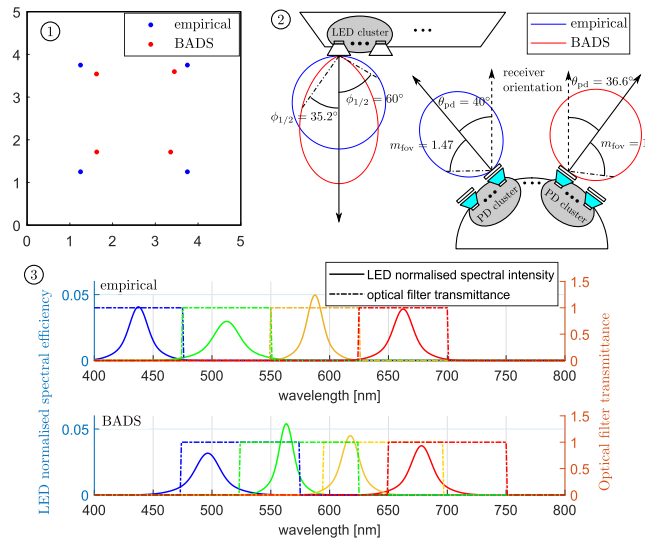 1
empirical
BADS
5
4
3
2
1
0
0
1
2
3
4
5
2
LED cluster
empirical
BADS
ϕ1/2 = 35.2°
ϕ1/2 = 60°
receiver
orientation
θpd = 40°
θpd = 36.6°
mfov = 1.47
mfov = 1
PD cluster
PD cluster
3
LED normalised spectral efficiency
Optical filter transmittance
empirical
LED normalised spectral intensity
optical filter transmittance
0.05
0
1.5
1
0.5
0
400 450 500 550 600 650 700 750 800
wavelength [nm]
BADS
0.05
0
1.5
1
0.5
0
400 450 500 550 600 650 700 750 800
wavelength [nm]